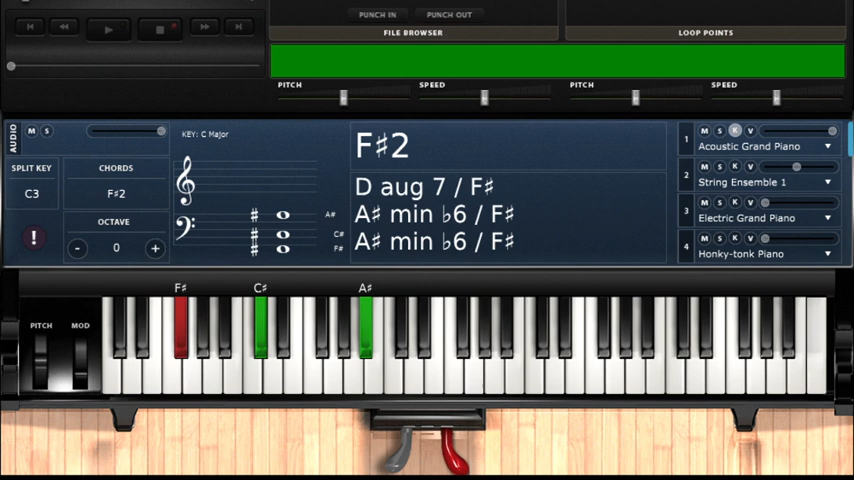 PUNCH IN PUNCH OUT
FILE BROWSER LOOP POINTS
PITCH SPEED PITCH SPEED
AUDIO
M S
KEY: C Major
F♯2
1 M S K V
Acoustic Grand Piano
SPLIT KEY CHORDS
C3 F♯2
D aug 7 / F♯
A♯ min ♭6 / F♯
A♯ min ♭6 / F♯
2 M S K V
String Ensemble 1
OCTAVE
! - 0 +
A#
C#
F#
3 M S K V
Electric Grand Piano
4 M S K V
Honky-tonk Piano
F♯ C♯ A♯
PITCH MOD